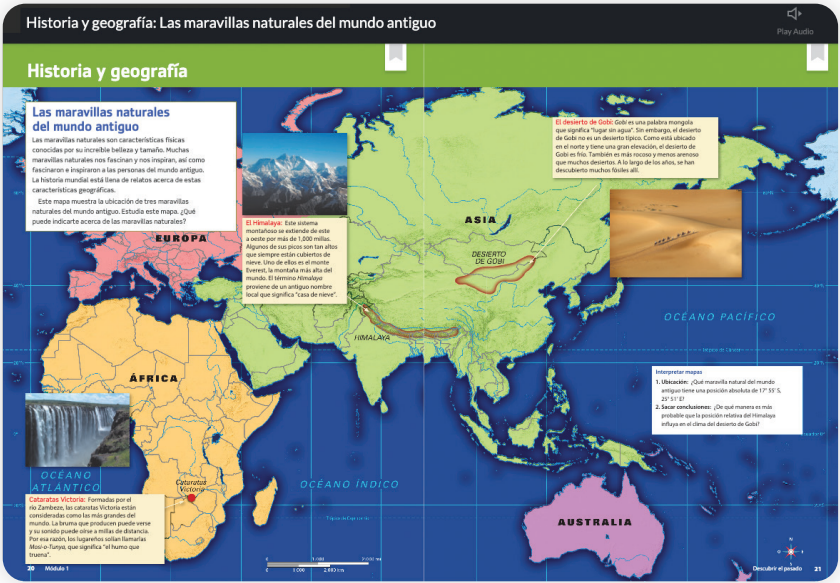 Historia y geografía: Las maravillas naturales del mundo antiguo
Play Audio
Historia y geografía
Las maravillas naturales
del mundo antiguo
Las maravillas naturales son características físicas
conocidas por su increíble belleza y tamaño. Muchas
maravillas naturales nos fascinan y nos inspiran, así como
fascinaron e inspiraron a las personas del mundo antiguo.
La historia mundial está llena de relatos acerca de estas
características geográficas.
Este mapa muestra la ubicación de tres maravillas
naturales del mundo antiguo. Estudia este mapa. ¿Qué
puede indicarte acerca de las maravillas naturales?
El Himalaya: Este sistema
montañoso se extiende de este
a oeste por más de 1,000 millas.
Algunos de sus picos son tan altos
que siempre están cubiertos de
nieve. Uno de ellos es el monte
Everest, la montaña más alta del
mundo. El término Himalaya
proviene de un antiguo nombre
local que significa "casa de nieve".
El desierto de Gobi: Gobi es una palabra mongola
que significa "lugar sin agua". Sin embargo, el desierto
de Gobi no es un desierto típico. Como está ubicado
en el norte y tiene una gran elevación, el desierto de
Gobi es frío. También es más rocoso y menos arenoso
que muchos desiertos. A lo largo de los años, se han
descubierto muchos fósiles allí.
EUROPA
ASIA
DESIERTO
DE GOBI
HIMALAYA
ÁFRICA
OCÉANO PACÍFICO
Interpretar mapas
1. Ubicación: ¿Qué maravilla natural del mundo
antiguo tiene una posición absoluta de 17° 55' S,
25° 51' E?
2. Sacar conclusiones: ¿De qué manera es más
probable que la posición relativa del Himalaya
influya en el clima del desierto de Gobi?
OCÉANO
ATLÁNTICO
Cataratas
Victoria
OCÉANO ÍNDICO
AUSTRALIA
Cataratas Victoria: Formadas por el
río Zambeze, las cataratas Victoria están
consideradas como las más grandes del
mundo. La bruma que producen puede verse
y su sonido puede oírse a millas de distancia.
Por esa razón, los lugareños solían llamarlas
Mosi-o-Tunya, que significa "el humo que
truena".
20 Módulo 1
Descubrir el pasado 21